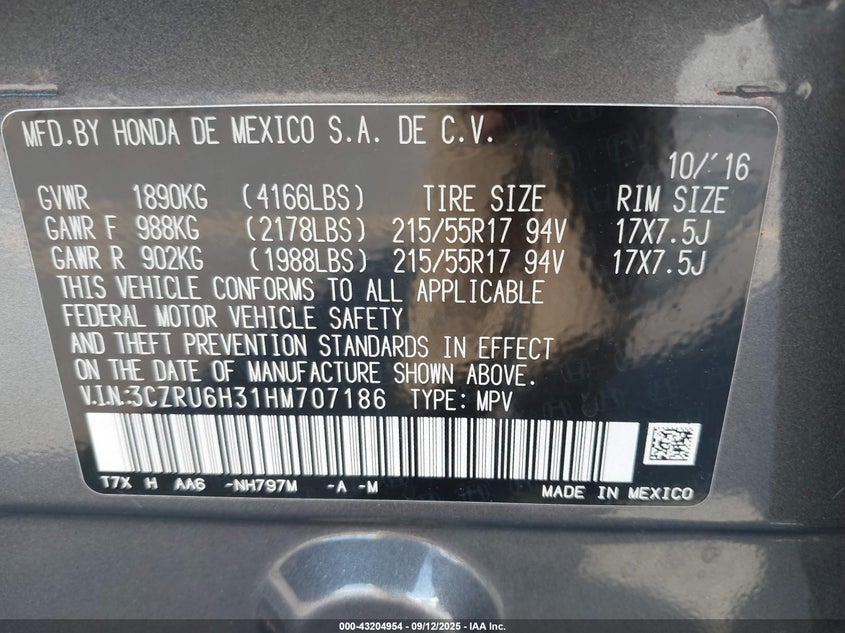 MFD.BY HONDA DE MEXICO S.A. DE C.V.
10/'16
GVWR 1890KG (4166LBS) TIRE SIZE RIM SIZE
GAWR F 988KG (2178LBS) 215/55R17 94V 17X7.5J
GAWR R 902KG (1988LBS) 215/55R17 94V 17X7.5J
THIS VEHICLE CONFORMS TO ALL APPLICABLE
FEDERAL MOTOR VEHICLE SAFETY
AND THEFT PREVENTION STANDARDS IN EFFECT
ON THE DATE OF MANUFACTURE SHOWN ABOVE.
V.I.N.:3CZRU6H31HM707186 TYPE: MPV
T7X H AA6 -NH797M -A -M
MADE IN MEXICO
000-43204954 - 09/12/2025 - IAA Inc.